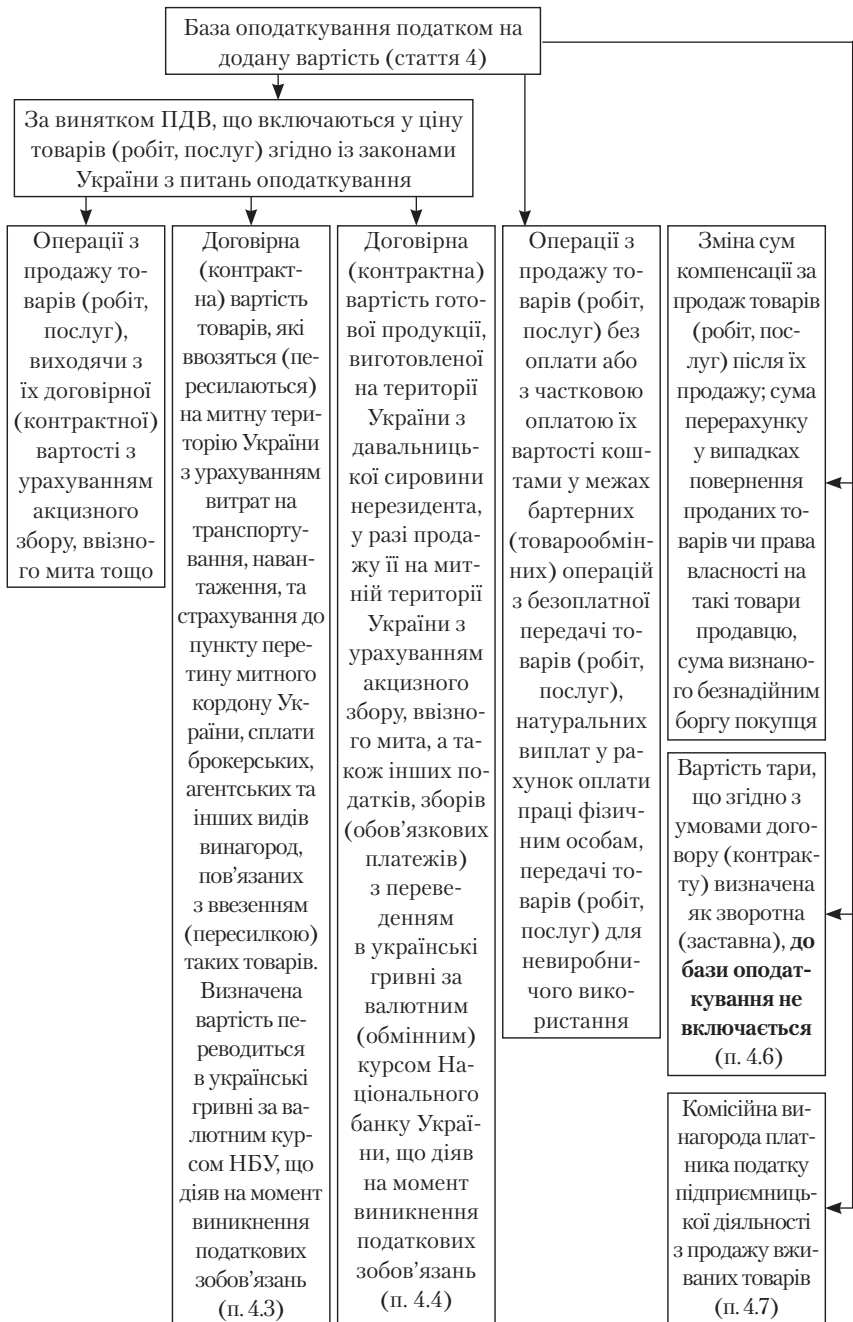 База оподаткування податком на
додану вартість (стаття 4)
За винятком ПДВ, що включаються у ціну
товарів (робіт, послуг) згідно із законами
України з питань оподаткування
Операції з
продажу то-
варів (робіт,
послуг),
виходячи з
їх договірної
(контрактної)
вартості з
урахуванням
акцизного
збору, ввізно-
го мита тощо
Договірна
(контракт-
на) вартість
товарів, які
ввозяться (пе-
ресилаються)
на митну тери-
торію України
з урахуванням
витрат на
транспорту-
вання, наван-
таження, та
страхування до
пункту пере-
тину митного
кордону Ук-
раїни, сплати
брокерських,
агентських та
інших видів
винагород,
пов’язаних
з ввезенням
(пересилкою)
таких товарів.
Визначена
вартість пе-
реводиться
в українські
гривні за ва-
лютним кур-
сом НБУ, що
діяв на момент
виникнення
податкових
зобов’язань
(п. 4.3)
Договірна
(контрактна)
вартість гото-
вої продукції,
виготовленої
на території
України з
давальниць-
кої сировини
нерезидента,
у разі прода-
жу її на мит-
ній території
України з
урахуванням
акцизного
збору, ввізно-
го мита, а та-
кож інших по-
датків, зборів
(обов’язкових
платежів)
з переве-
денням
в українські
гривні за
валютним
(обмінним)
курсом На-
ціонального
банку Украї-
ни, що діяв
на момент
виникнення
податкових
зобов’язань
(п. 4.4)
Операції з
продажу то-
варів (робіт,
послуг) без
оплати або
з частковою
оплатою їх
вартості кош-
тами у межах
бартерних
(товарообмін-
них) операцій
з безоплатної
передачі то-
варів (робіт,
послуг),
натуральних
виплат у ра-
хунок оплати
праці фізич-
ним особам,
передачі то-
варів (робіт,
послуг) для
невиробни-
чого вико-
ристання
Зміна сум
компенсації за
продаж товарів
(робіт, пос-
луг) після їх
продажу; сума
перерахунку
у випадках
повернення
проданих то-
варів чи права
власності на
такі товари
продавцю,
сума визнано-
го безнадійним
боргу покупця
Вартість тари,
що згідно з
умовами дого-
вору (контрак-
ту) визначена
як зворотна
(заставна), до
бази оподат-
кування не
включається
(п. 4.6)
Комісійна ви-
нагорода плат-
ника податку
підприємниць-
кої діяльності
з продажу вжи-
ваних товарів
(п. 4.7)